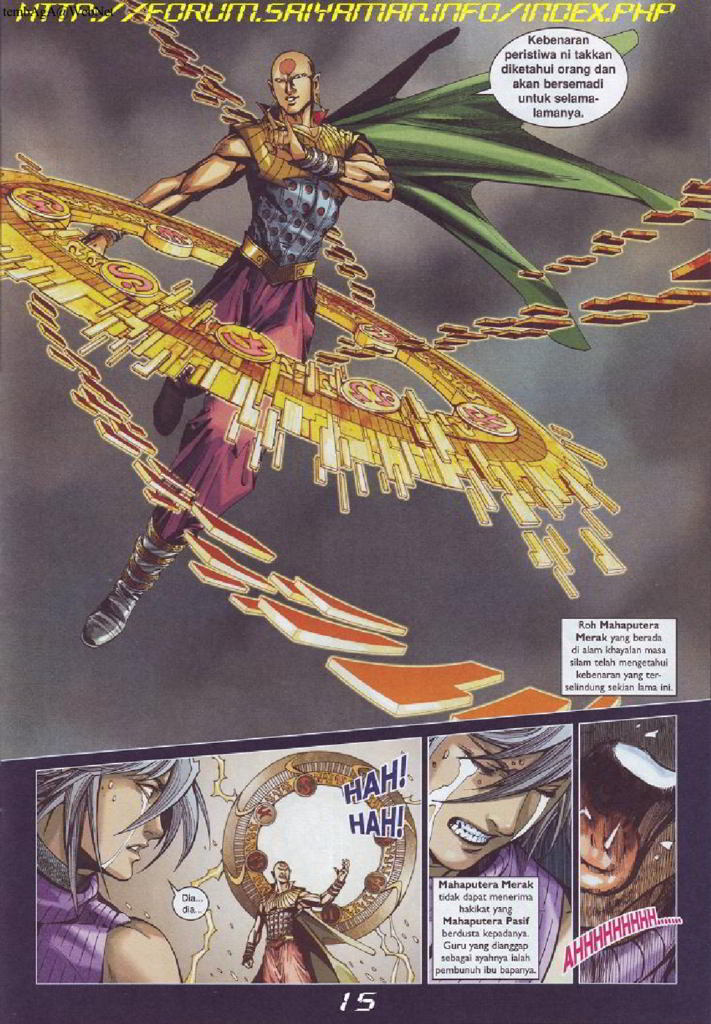 HTTP://FORUM.SAIYAMAN.INFO/INDEX.PHP
tembAgA@WebNet
Kebenaran
peristiwa ni takkan
diketahui orang dan
akan bersemadi
untuk selama-
lamanya.
Roh Mahaputera
Merak yang berada
di alam khayalan masa
silam telah mengetahui
kebenaran yang ter-
selindung sekian lama ini.
HAH!
HAH!
Dia...
dia...
Mahaputera Merak
tidak dapat menerima
hakikat yang
Mahaputera Pasif
berdusta kepadanya.
Guru yang dianggap
sebagai ayahnya ialah
pembunuh ibu bapanya.
AHHHHHHHHH.......
15